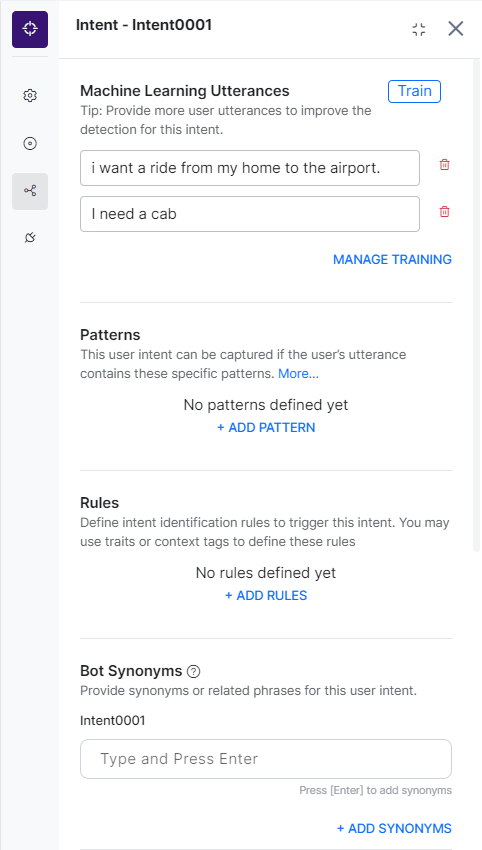 Intent - Intent0001
Machine Learning Utterances
Train
Tip: Provide more user utterances to improve the
detection for this intent.
i want a ride from my home to the airport.
I need a cab
MANAGE TRAINING
Patterns
This user intent can be captured if the user’s utterance
contains these specific patterns. More...
No patterns defined yet
+ ADD PATTERN
Rules
Define intent identification rules to trigger this intent. You may
use traits or context tags to define these rules
No rules defined yet
+ ADD RULES
Bot Synonyms ?
Provide synonyms or related phrases for this user intent.
Intent0001
Type and Press Enter
Press [Enter] to add synonyms
+ ADD SYNONYMS